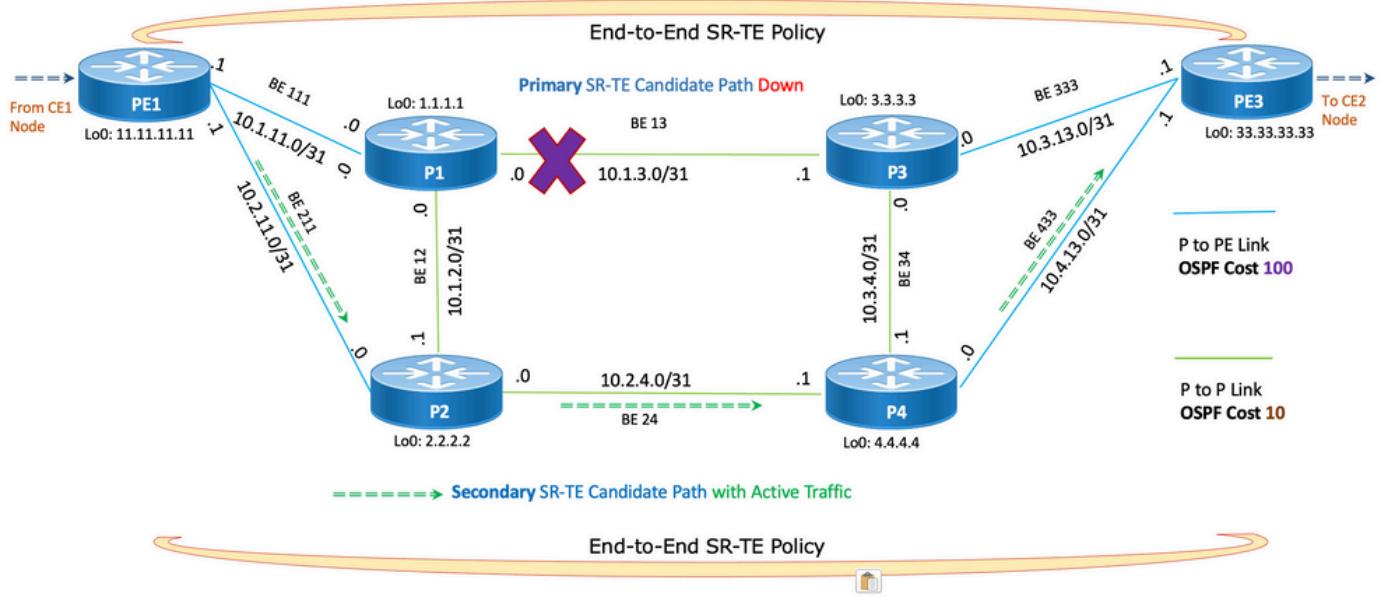 End-to-End SR-TE Policy
PE1
From CE1
Node
Lo0: 11.11.11.11
.1
.1
BE 111
10.1.11.0/31
.0
.0
Primary SR-TE Candidate Path Down
Lo0: 1.1.1.1
P1
BE 13
.0
10.1.3.0/31
.1
Lo0: 3.3.3.3
P3
.0
BE 333
10.3.13.0/31
.1
.1
PE3
To CE2
Node
Lo0: 33.33.33.33
BE 211
10.2.11.0/31
.0
.0
BE 12
10.1.2.0/31
.1
.0
10.3.4.0/31
BE 34
.1
BE 433
10.4.13.0/31
.0
P to PE Link
OSPF Cost 100
P2
Lo0: 2.2.2.2
.0
10.2.4.0/31
.1
BE 24
P4
Lo0: 4.4.4.4
P to P Link
OSPF Cost 10
Secondary SR-TE Candidate Path with Active Traffic
End-to-End SR-TE Policy